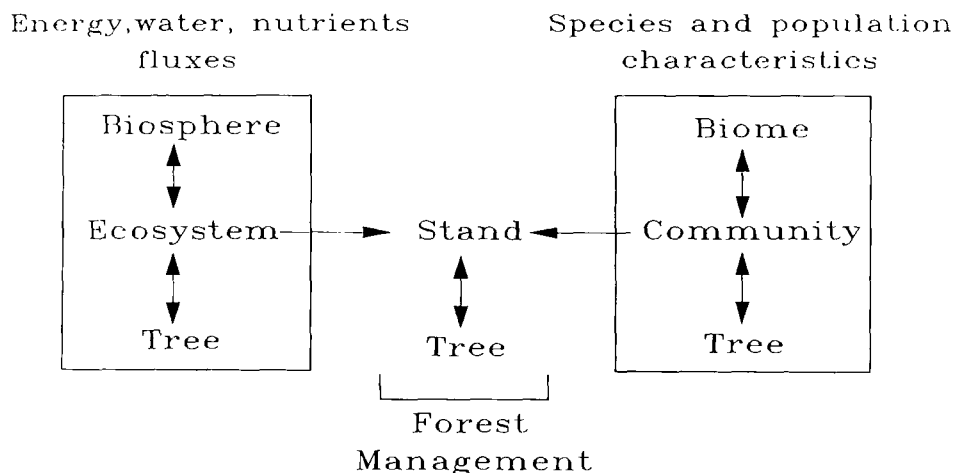 Energy,water, nutrients
fluxes
Species and population
characteristics
Biosphere
Ecosystem
Tree
Stand
Tree
Forest
Management
Biome
Community
Tree